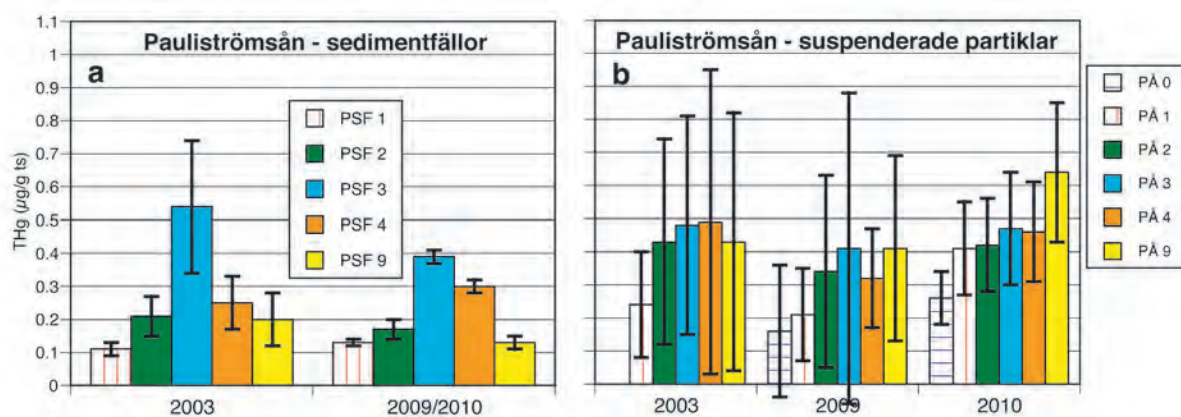 Pauliströmsån - sedimentfällor
a
THg (µg/g ts)
1.1
1
0.9
0.8
0.7
0.6
0.5
0.4
0.3
0.2
0.1
0
PSF 1
PSF 2
PSF 3
PSF 4
PSF 9
2003
2009/2010
Pauliströmsån - suspenderade partiklar
b
2003
2009
2010
PÅ 0
PÅ 1
PÅ 2
PÅ 3
PÅ 4
PÅ 9